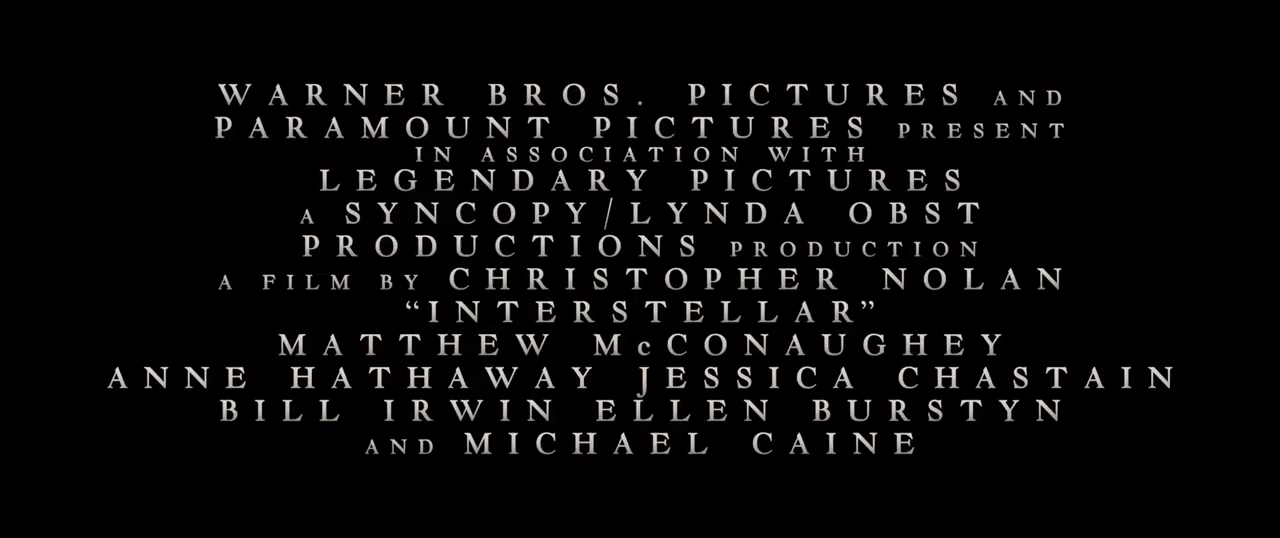 WARNER BROS. PICTURES AND
PARAMOUNT PICTURES PRESENT
IN ASSOCIATION WITH
LEGENDARY PICTURES
A SYNCOPY/LYNDA OBST
PRODUCTIONS PRODUCTION
A FILM BY CHRISTOPHER NOLAN
“INTERSTELLAR”
MATTHEW McCONAUGHEY
ANNE HATHAWAY JESSICA CHASTAIN
BILL IRWIN ELLEN BURSTYN
AND MICHAEL CAINE